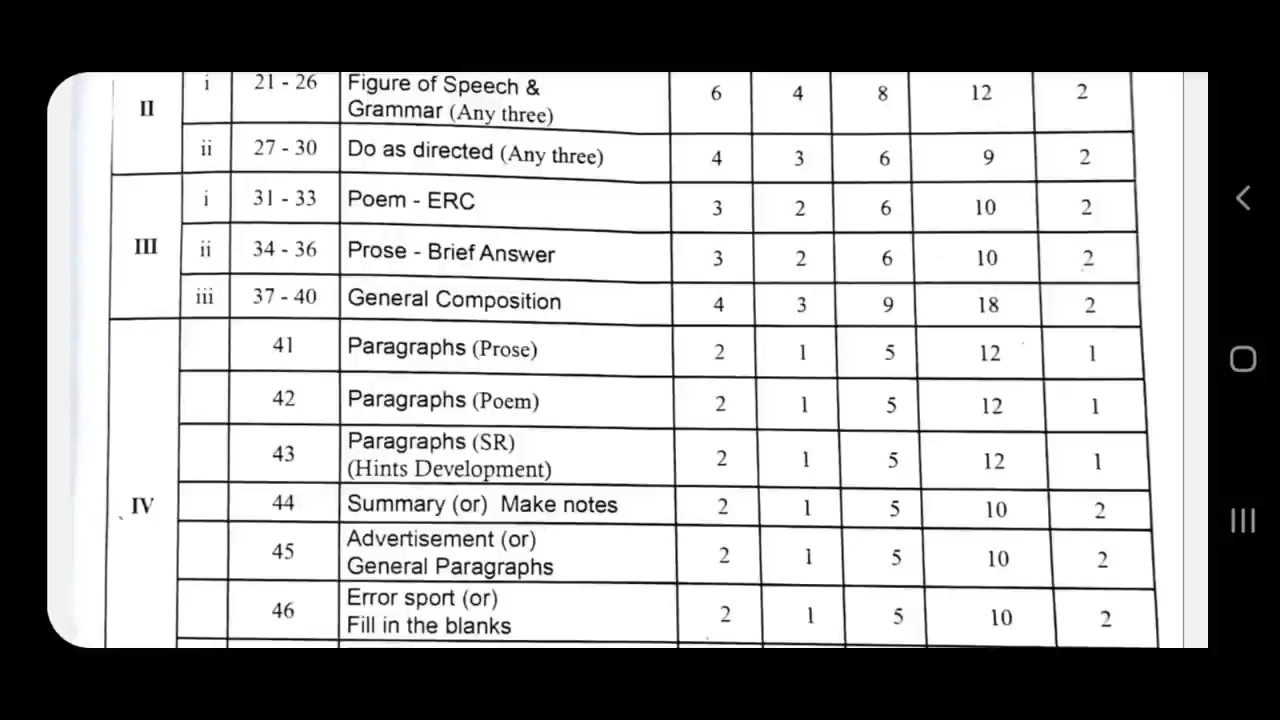 II i 21 - 26 Figure of Speech & 6 4 8 12 2
Grammar (Any three)
ii 27 - 30 Do as directed (Any three) 4 3 6 9 2
III i 31 - 33 Poem - ERC 3 2 6 10 2
ii 34 - 36 Prose - Brief Answer 3 2 6 10 2
iii 37 - 40 General Composition 4 3 9 18 2
IV 41 Paragraphs (Prose) 2 1 5 12 1
42 Paragraphs (Poem) 2 1 5 12 1
43 Paragraphs (SR) 2 1 5 12 1
(Hints Development)
44 Summary (or) Make notes 2 1 5 10 2
45 Advertisement (or) 2 1 5 10 2
General Paragraphs
46 Error sport (or) 2 1 5 10 2
Fill in the blanks